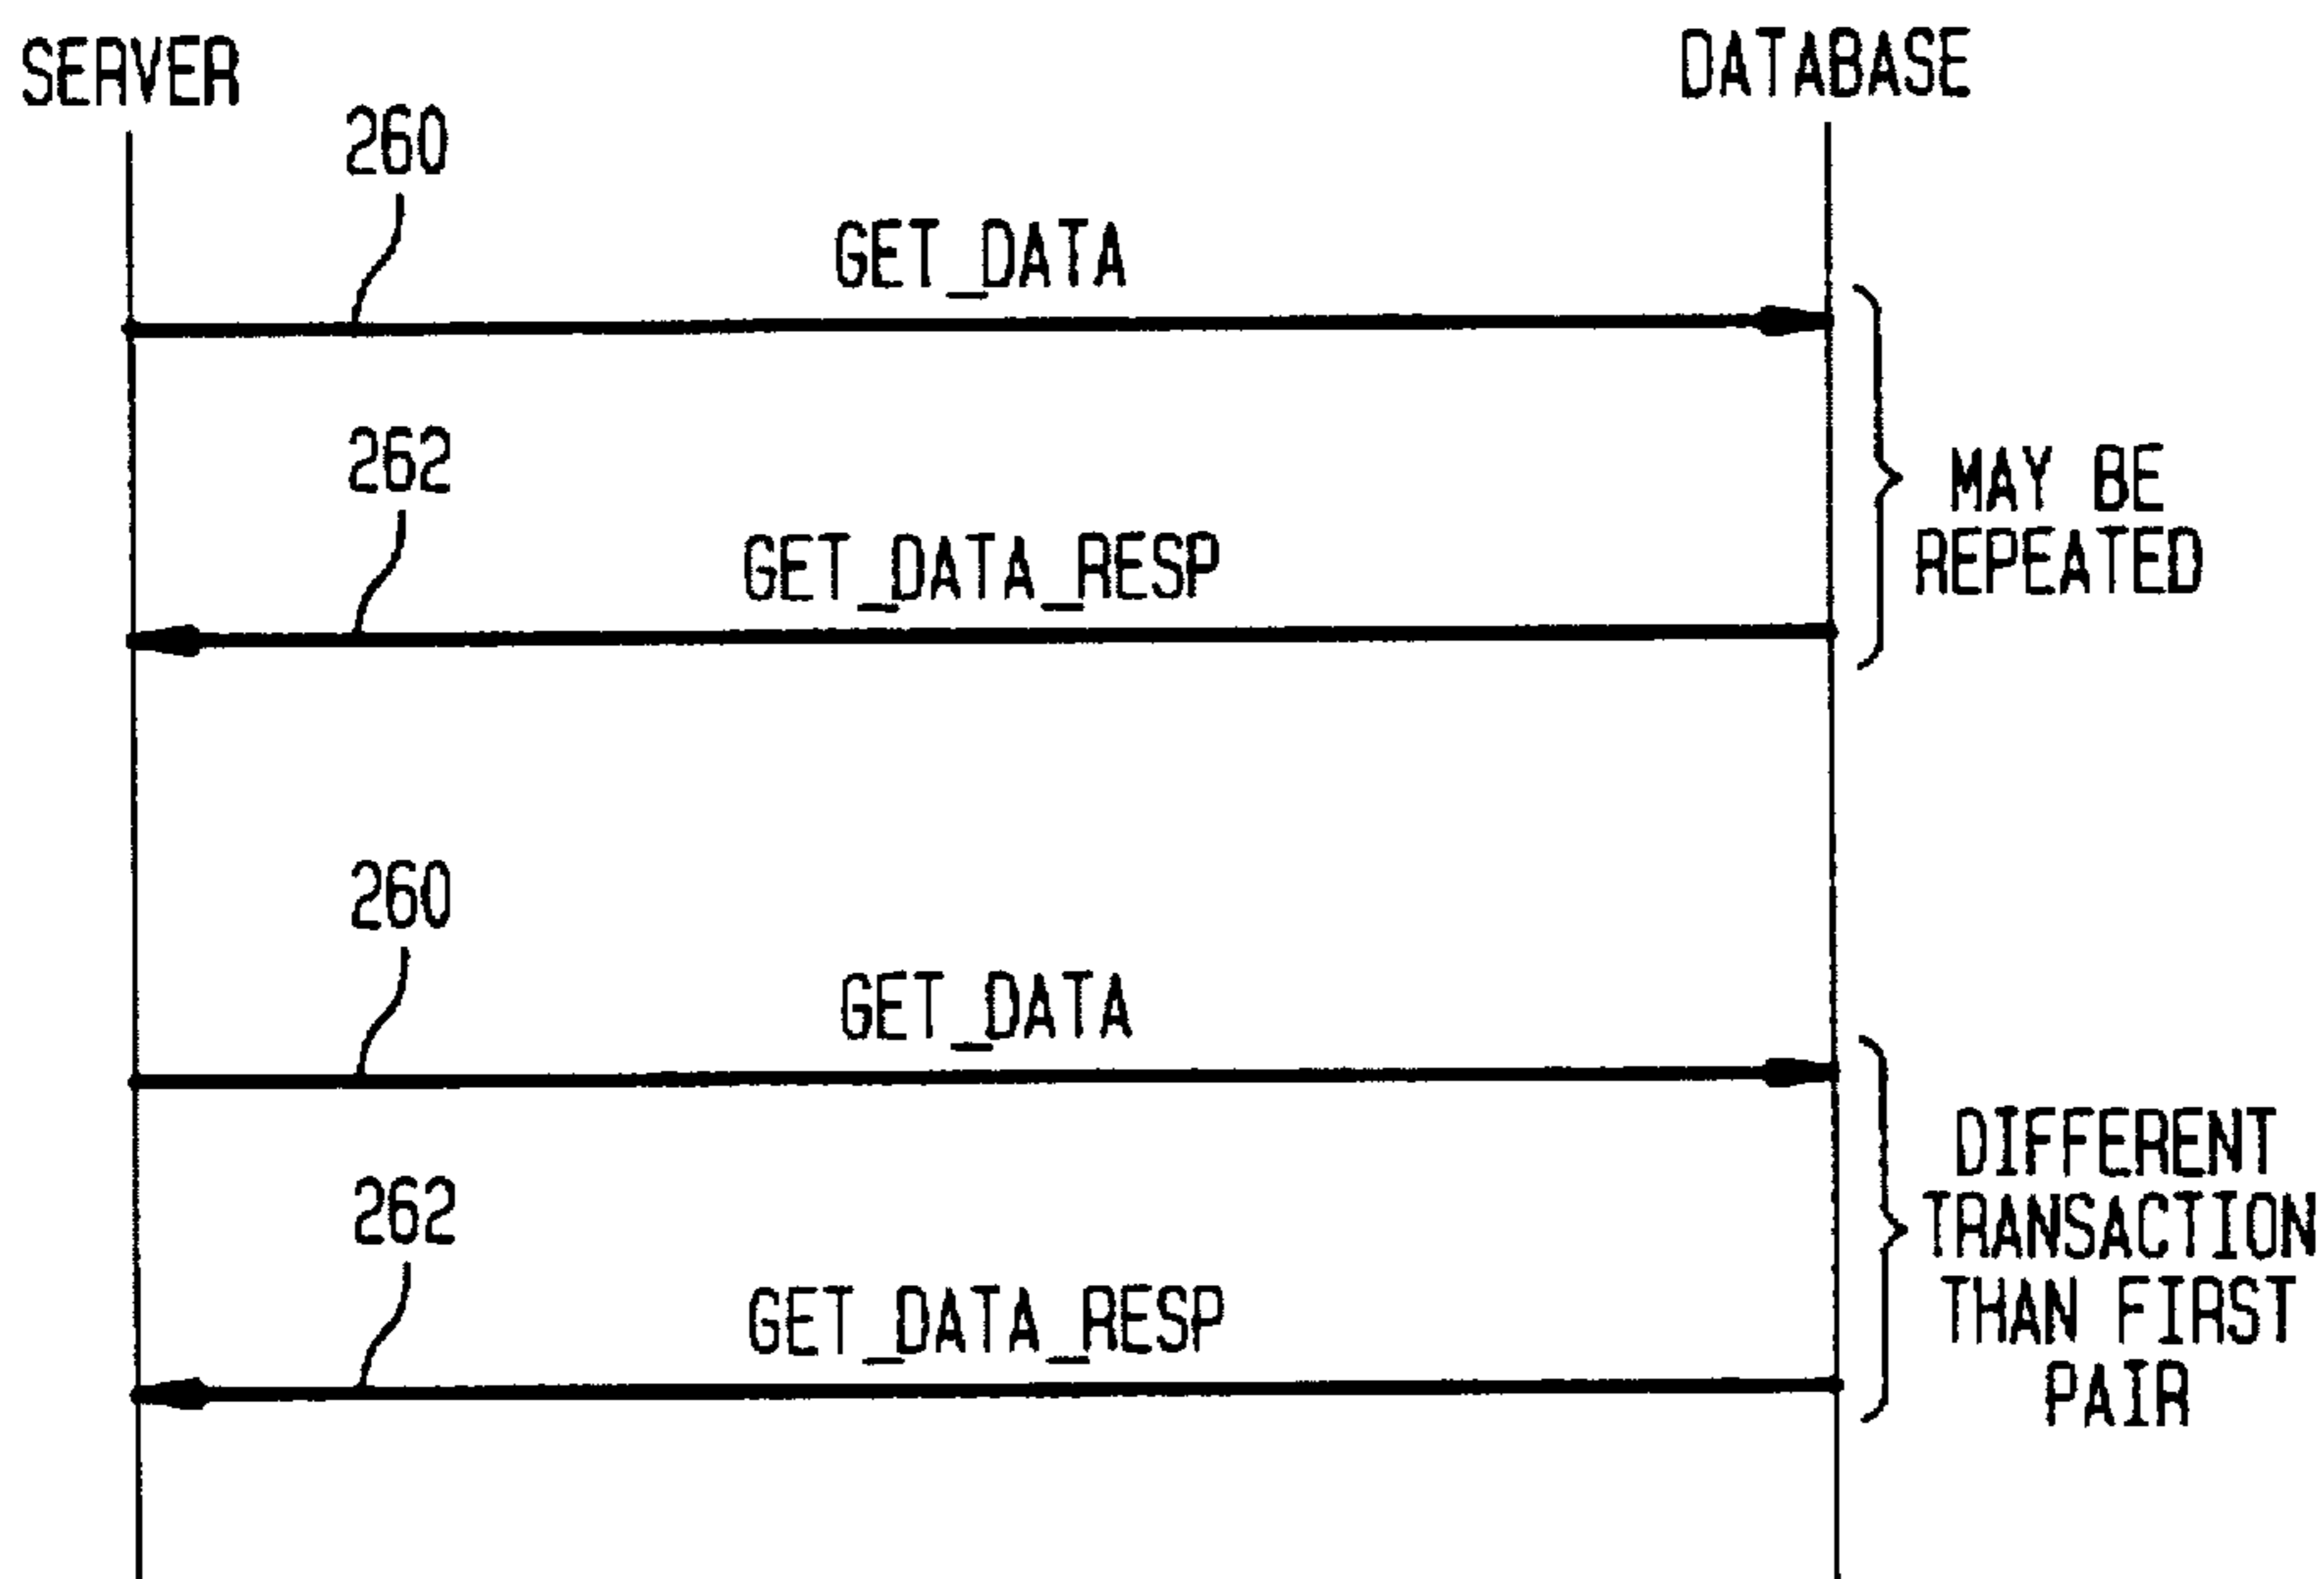 SERVER
DATABASE
260
GET_DATA
262
GET_DATA_RESP
MAY BE
REPEATED
260
GET_DATA
262
GET_DATA_RESP
DIFFERENT
TRANSACTION
THAN FIRST
PAIR